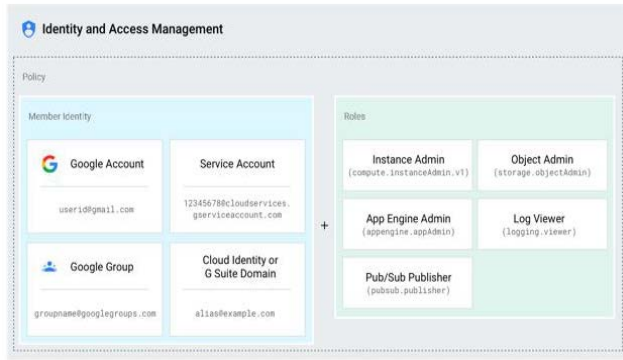 Identity and Access Management
Policy
Member Identity
Google Account
userid@gmail.com
Service Account
12345678@cloudservices.
gserviceaccount.com
Google Group
groupname@googlegroups.com
Cloud Identity or
G Suite Domain
alias@example.com
+
Roles
Instance Admin
(compute.instanceAdmin.v1)
Object Admin
(storage.objectAdmin)
App Engine Admin
(appengine.appAdmin)
Log Viewer
(logging.viewer)
Pub/Sub Publisher
(pubsub.publisher)